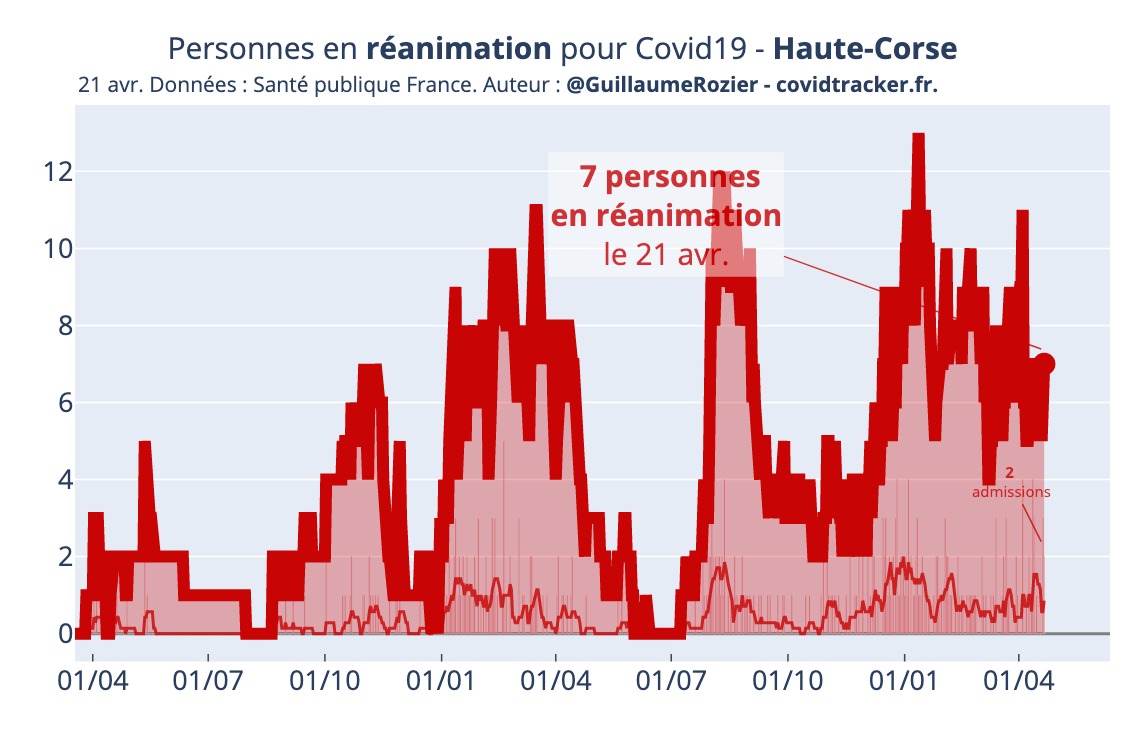 Personnes en réanimation pour Covid19 - Haute-Corse
21 avr. Données : Santé publique France. Auteur : @GuillaumeRozier - covidtracker.fr.
7 personnes
en réanimation
le 21 avr.
12
10
8
6
4
2
0
2
admissions
01/04
01/07
01/10
01/01
01/04
01/07
01/10
01/01
01/04